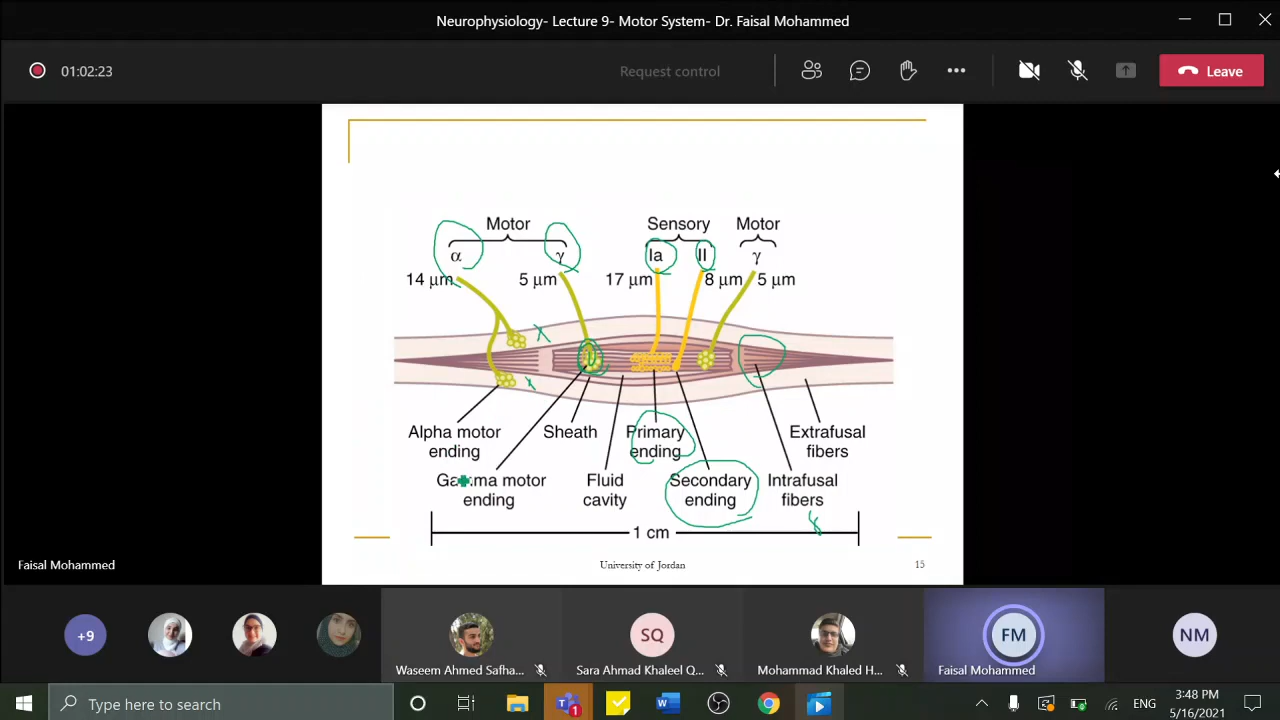 Neurophysiology- Lecture 9- Motor System- Dr. Faisal Mohammed
01:02:23
Request control
Leave
Motor
Sensory
Motor
α
γ
Ia
II
γ
14 μm
5 μm
17 μm
8 μm
5 μm
Alpha motor
ending
Sheath
Primary
ending
Extrafusal
fibers
Gamma motor
ending
Fluid
cavity
Secondary
ending
Intrafusal
fibers
1 cm
University of Jordan
15
Faisal Mohammed
+9
SQ
FM
NM
Waseem Ahmed Safha...
Sara Ahmad Khaleel Q...
Mohammad Khaled H...
Faisal Mohammed
Type here to search
1
ENG
3:48 PM
5/16/2021